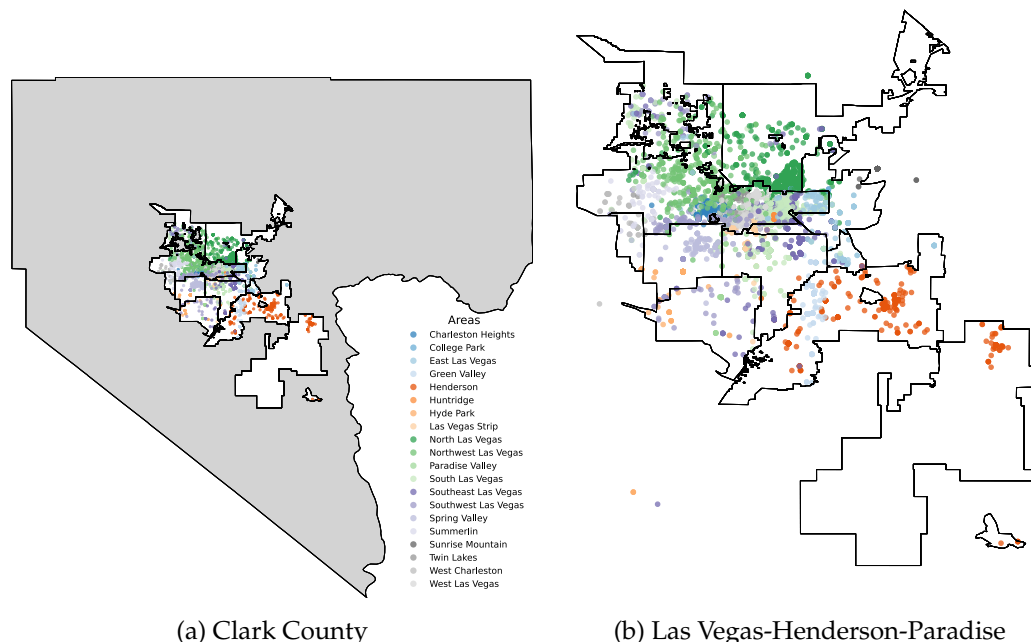 Areas
Charleston Heights
College Park
East Las Vegas
Green Valley
Henderson
Huntridge
Hyde Park
Las Vegas Strip
North Las Vegas
Northwest Las Vegas
Paradise Valley
South Las Vegas
Southeast Las Vegas
Southwest Las Vegas
Spring Valley
Summerlin
Sunrise Mountain
Twin Lakes
West Charleston
West Las Vegas
(a) Clark County
(b) Las Vegas-Henderson-Paradise